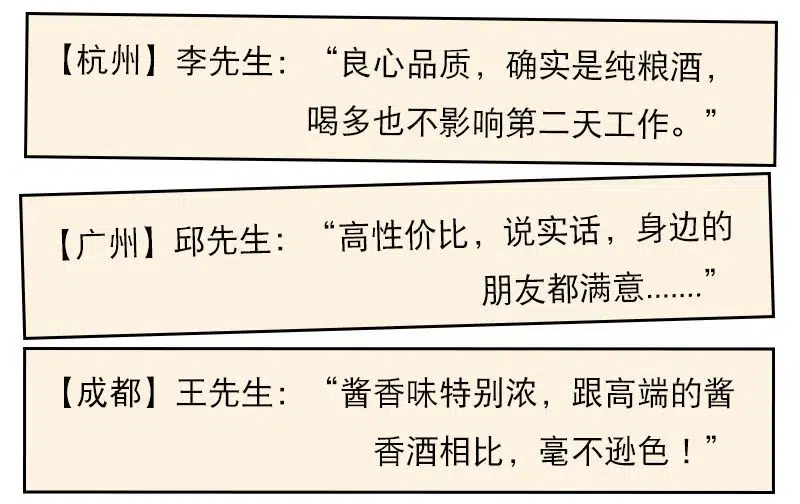 【杭州】李先生：“良心品质，确实是纯粮酒，
喝多也不影响第二天工作。”
【广州】邱先生：“高性价比，说实话，身边的
朋友都满意.......”
【成都】王先生：“酱香味特别浓，跟高端的酱
香酒相比，毫不逊色！”